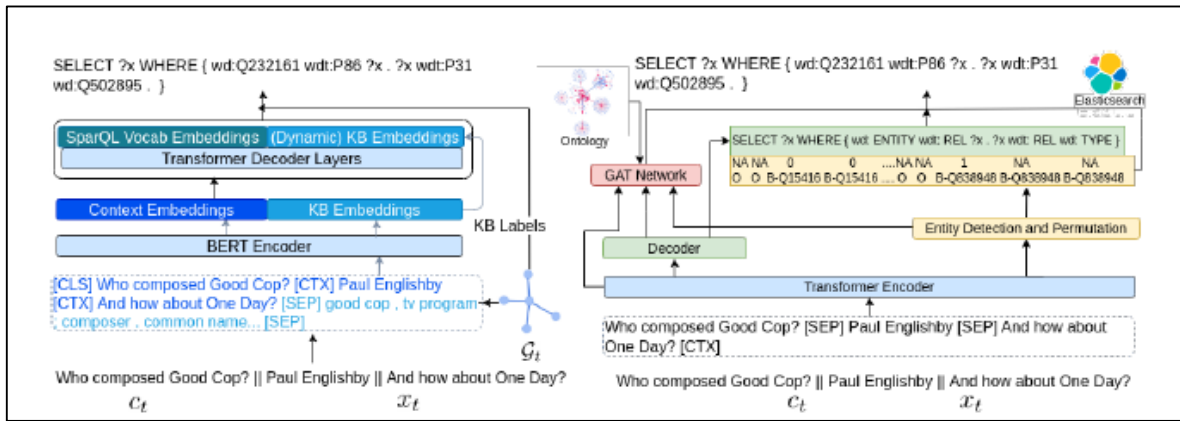 SELECT ?x WHERE { wd:Q232161 wdt:P86 ?x . ?x wdt:P31
wd:Q502895 . }
SparQL Vocab Embeddings
(Dynamic) KB Embeddings
Transformer Decoder Layers
Context Embeddings
KB Embeddings
BERT Encoder
KB Labels
[CLS] Who composed Good Cop? [CTX] Paul Englishby
[CTX] And how about One Day? [SEP] good cop , tv program
, composer , common name... [SEP]
𝒢t
Who composed Good Cop? || Paul Englishby || And how about One Day?
ct
xt
SELECT ?x WHERE { wd:Q232161 wdt:P86 ?x . ?x wdt:P31
wd:Q502895 . }
Ontology
Elasticsearch
SELECT ?x WHERE { wd: ENTITY wdt: REL ?x . ?x wdt: REL wd: TYPE }
NA NA 0 0 ....NA NA 1 NA NA
O O B-Q15416 B-Q15416 .... O O B-Q838948 B-Q838948 B-Q838948
GAT Network
Decoder
Entity Detection and Permutation
Transformer Encoder
Who composed Good Cop? [SEP] Paul Englishby [SEP] And how about
One Day? [CTX]
Who composed Good Cop? || Paul Englishby || And how about One Day?
ct
xt